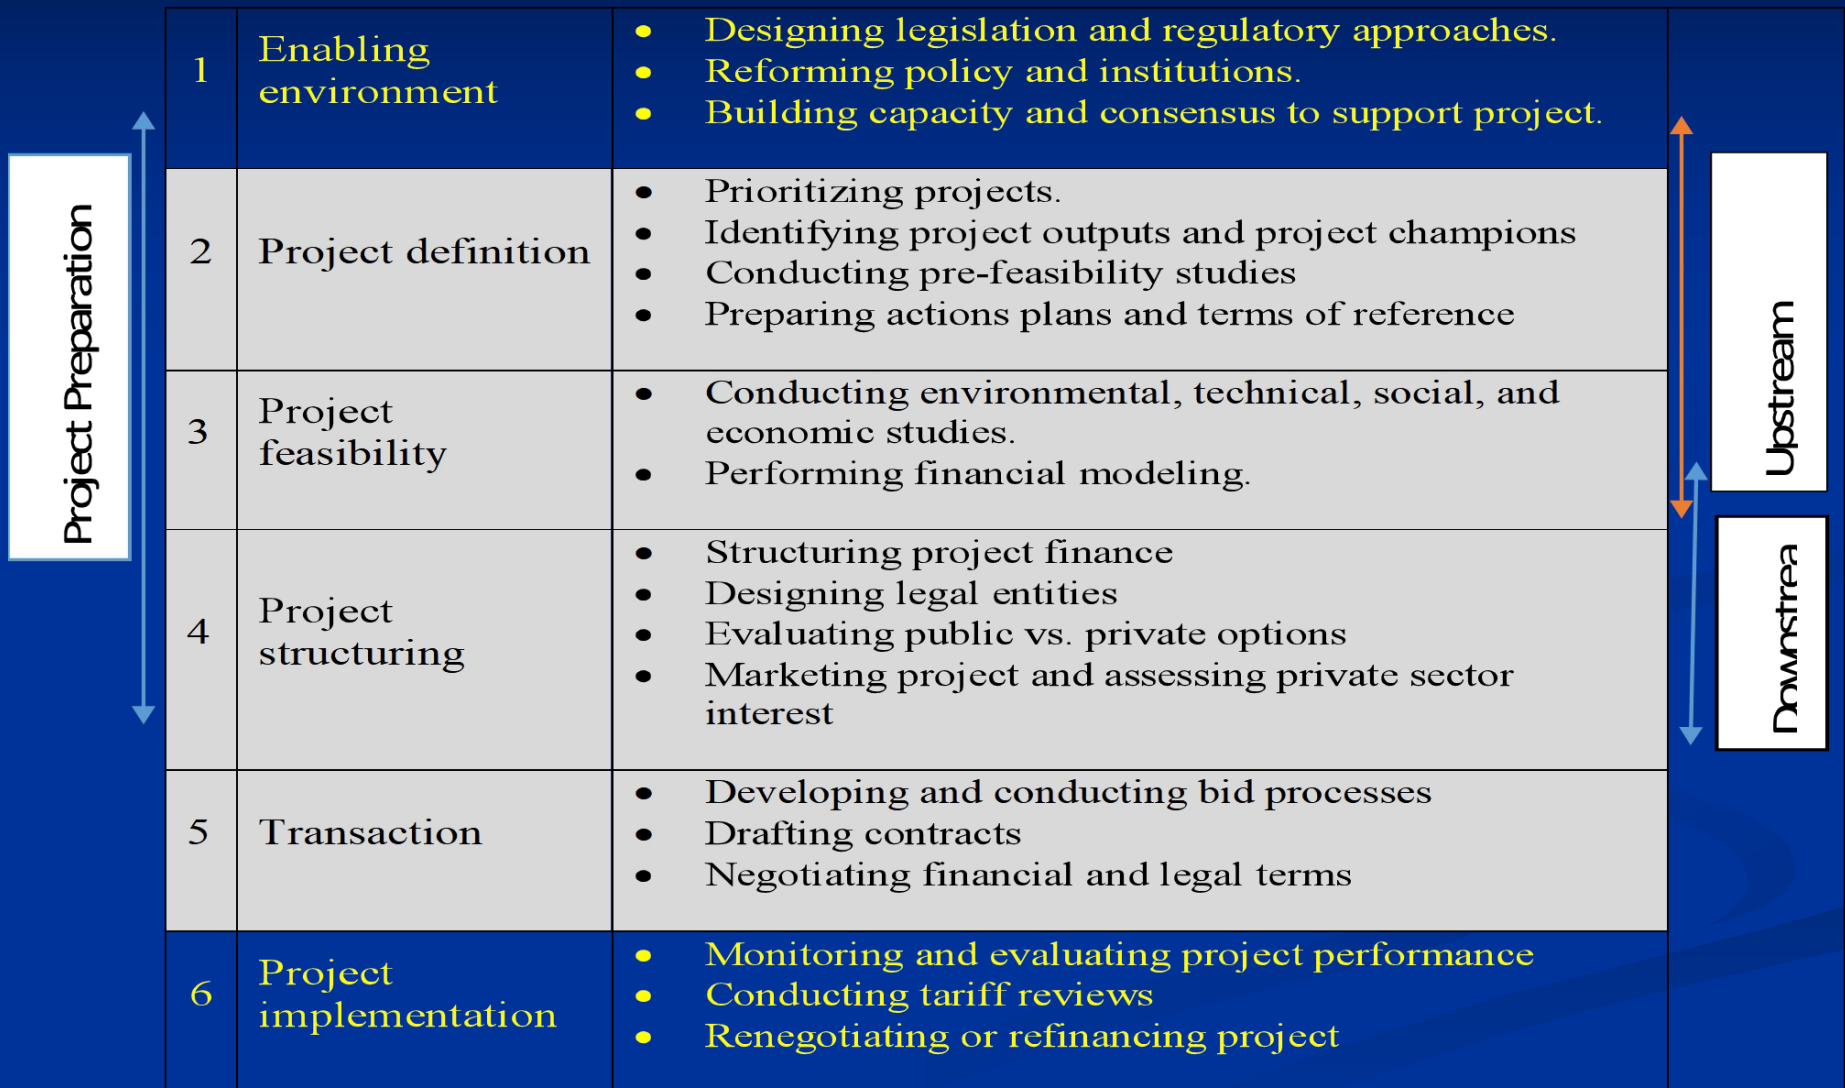 Project Preparation
1
Enabling
environment
• Designing legislation and regulatory approaches.
• Reforming policy and institutions.
• Building capacity and consensus to support project.
2
Project definition
• Prioritizing projects.
• Identifying project outputs and project champions
• Conducting pre-feasibility studies
• Preparing actions plans and terms of reference
3
Project
feasibility
• Conducting environmental, technical, social, and
economic studies.
• Performing financial modeling.
4
Project
structuring
• Structuring project finance
• Designing legal entities
• Evaluating public vs. private options
• Marketing project and assessing private sector
interest
5
Transaction
• Developing and conducting bid processes
• Drafting contracts
• Negotiating financial and legal terms
6
Project
implementation
• Monitoring and evaluating project performance
• Conducting tariff reviews
• Renegotiating or refinancing project
Upstream
Downstrea